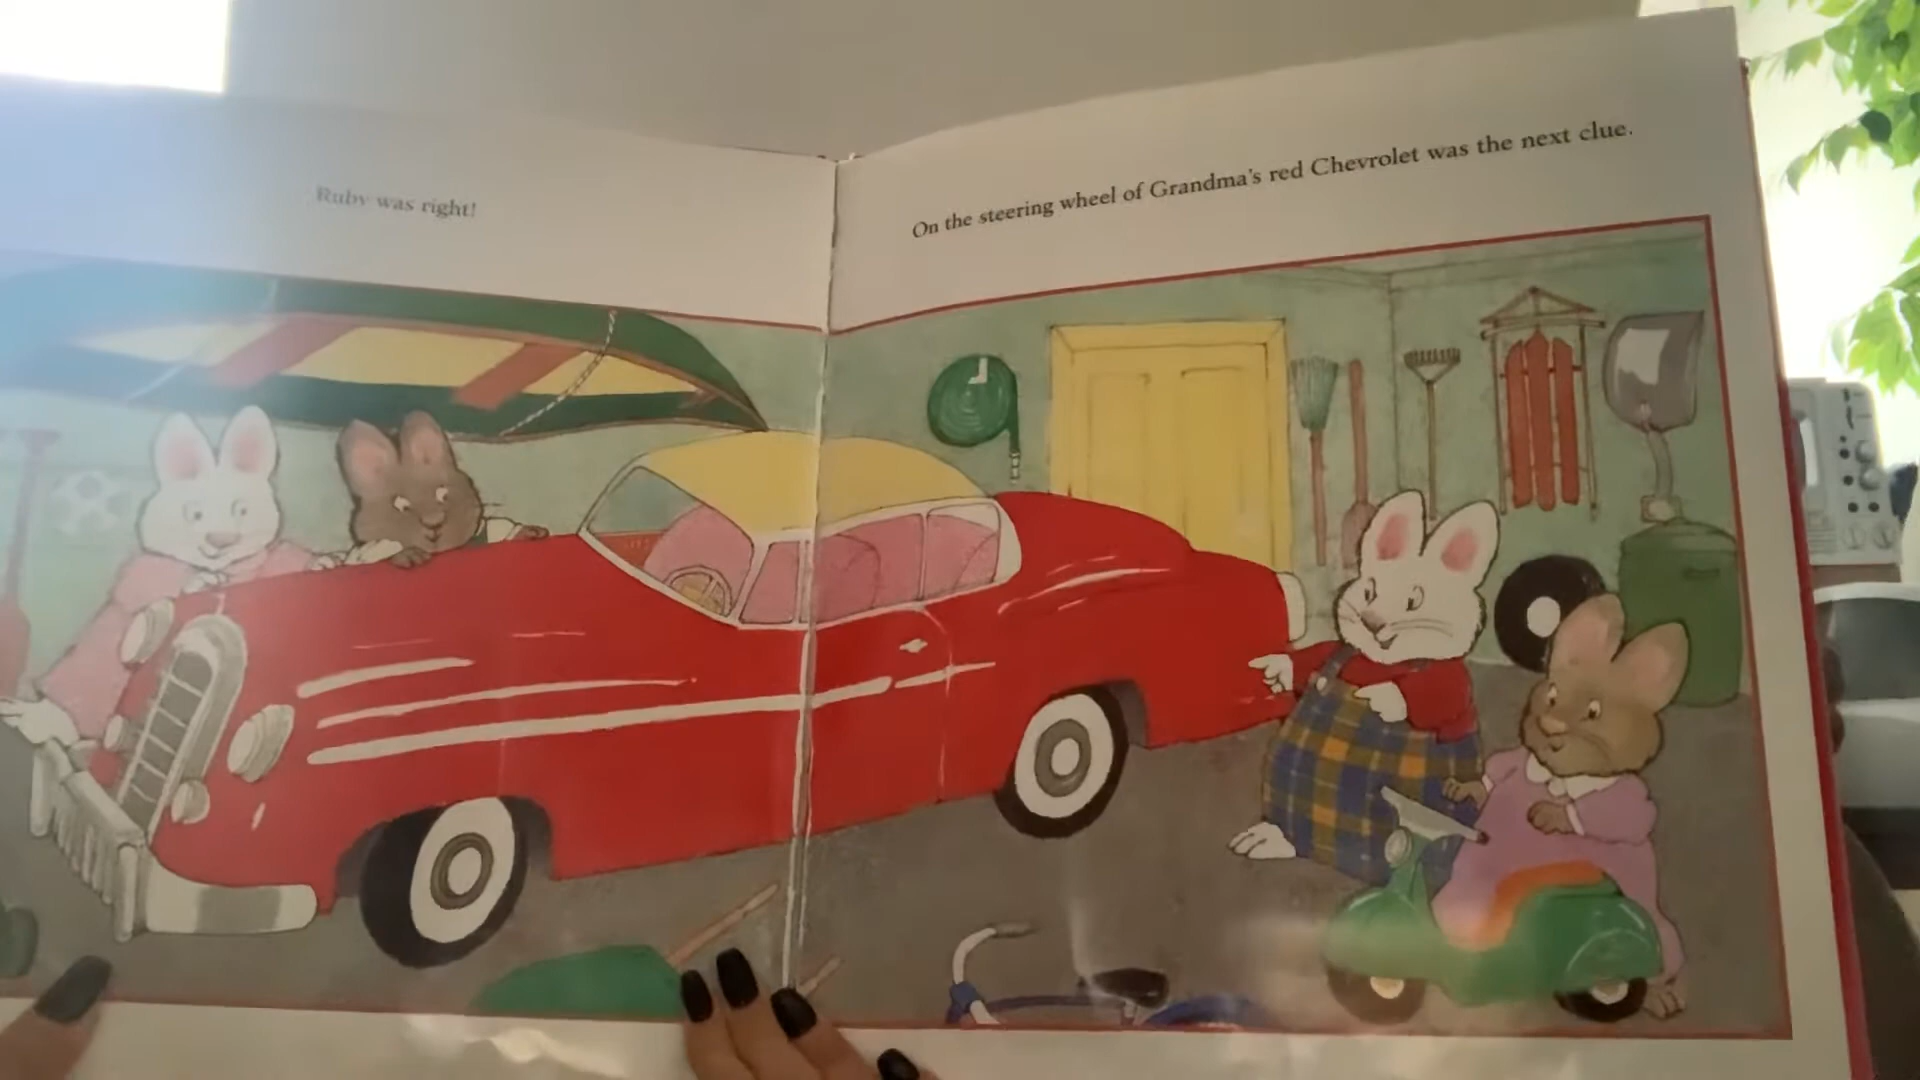 Ruby was right!
On the steering wheel of Grandma's red Chevrolet was the next clue.